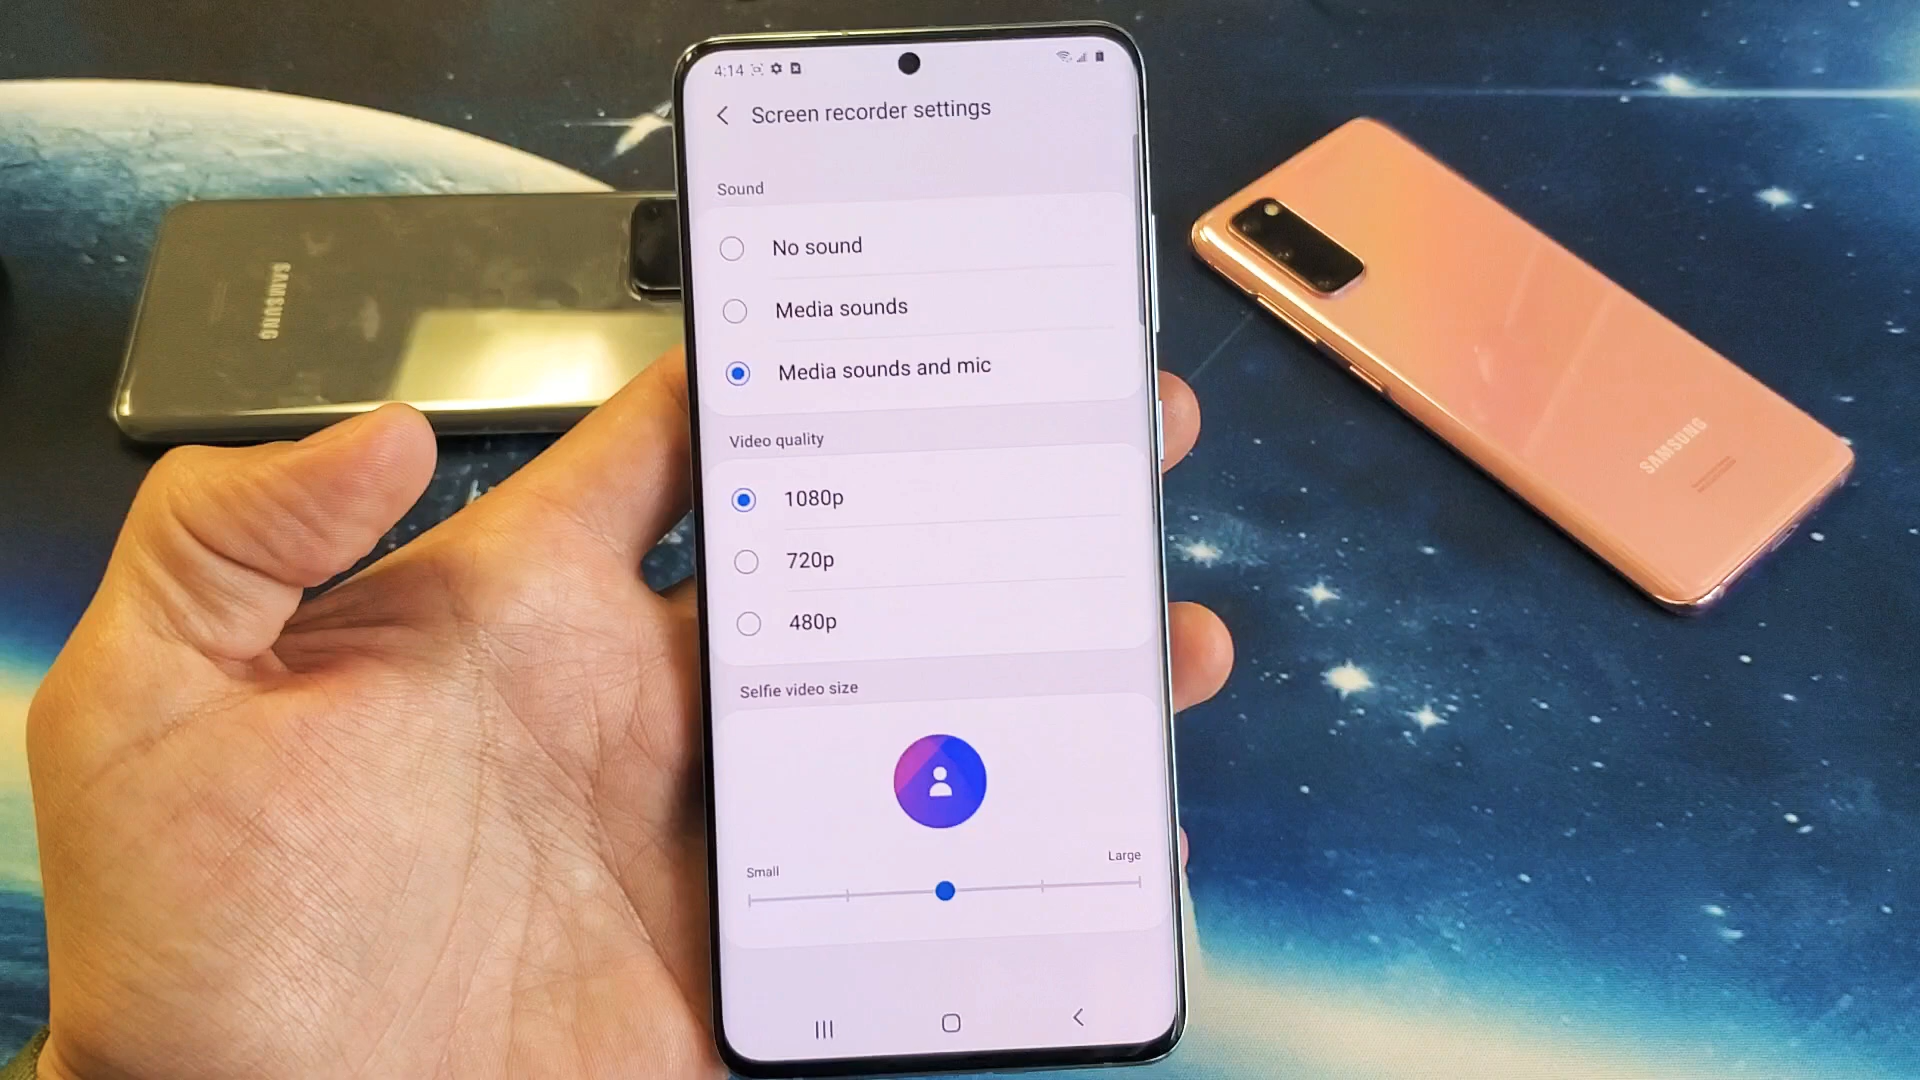 4:14
Screen recorder settings
Sound
No sound
Media sounds
Media sounds and mic
Video quality
1080p
720p
480p
Selfie video size
Small
Large
SAMSUNG
SAMSUNG